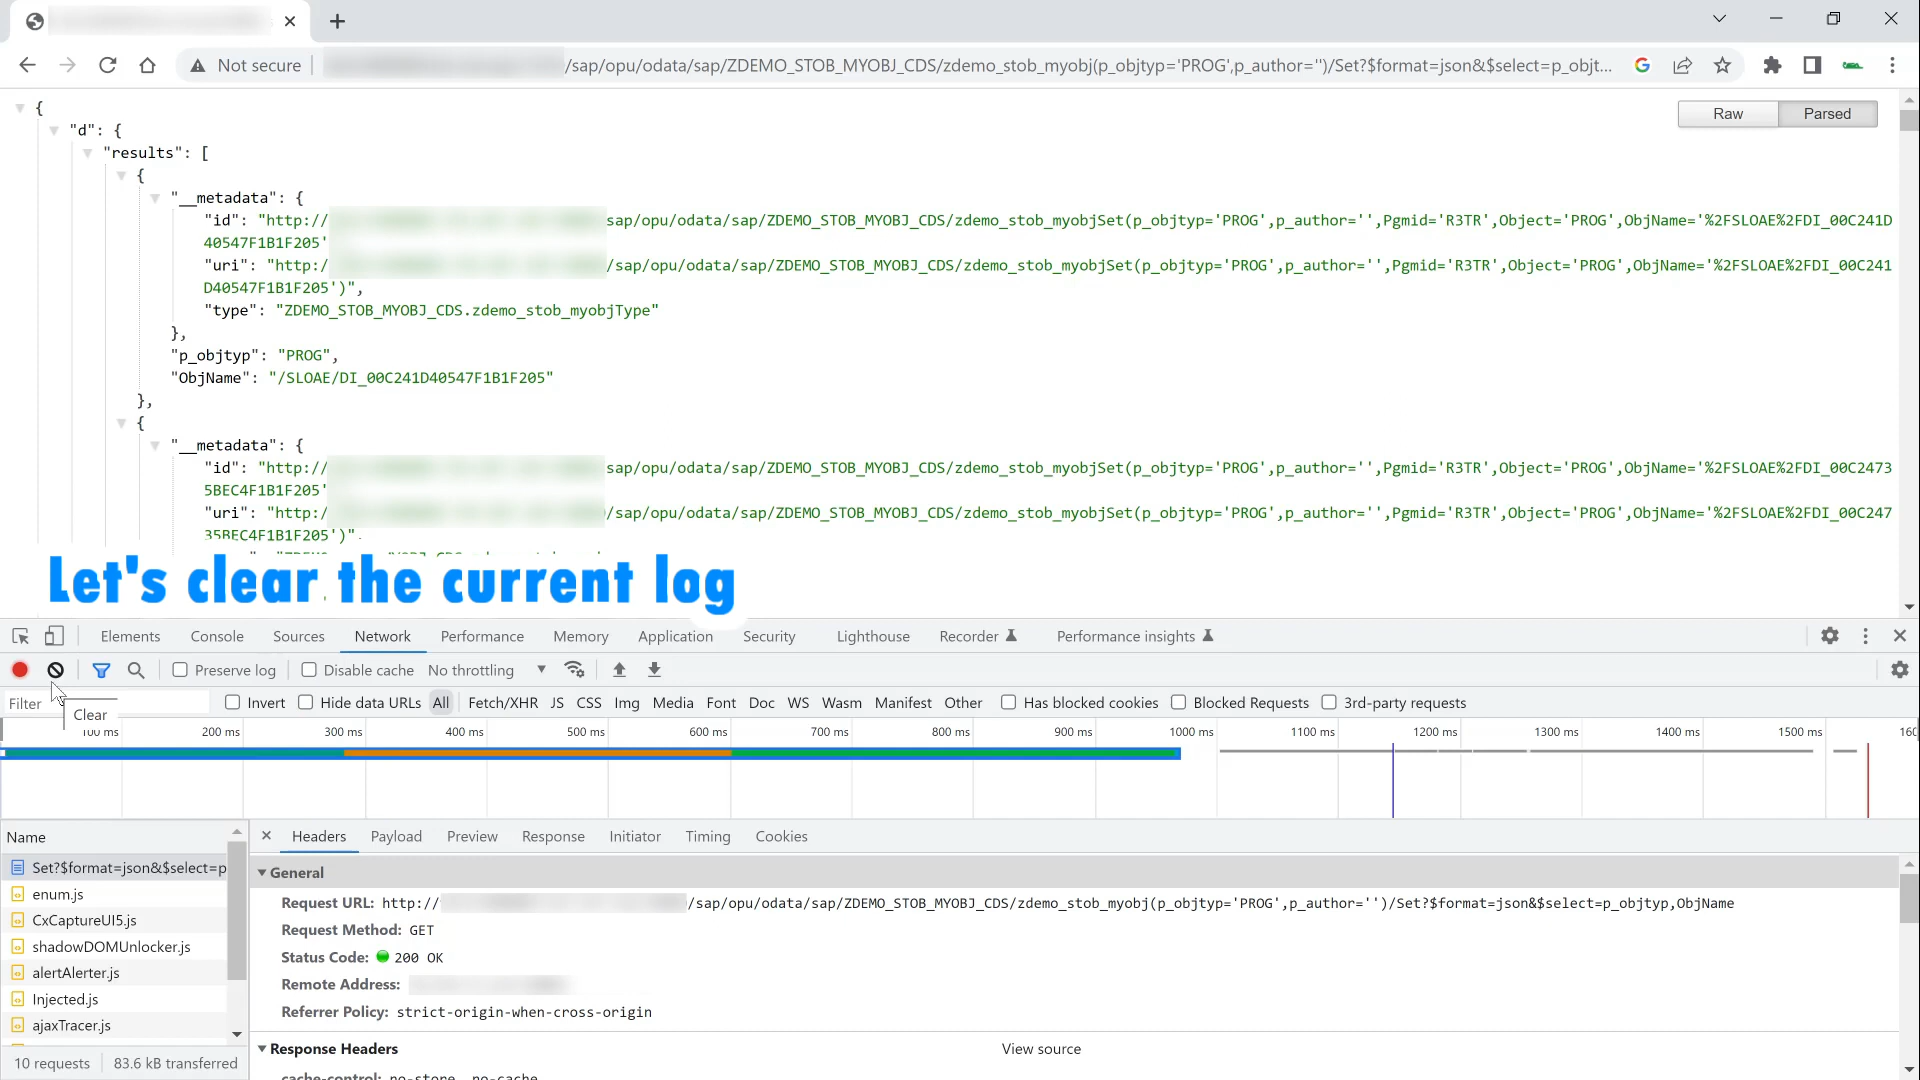 Not secure
/sap/opu/odata/sap/ZDEMO_STOB_MYOBJ_CDS/zdemo_stob_myobj(p_objtyp='PROG',p_author='')/Set?$format=json&$select=p_objt...
{
Raw Parsed
"d": {
"results": [
{
"__metadata": {
"id": "http:// sap/opu/odata/sap/ZDEMO_STOB_MYOBJ_CDS/zdemo_stob_myobjSet(p_objtyp='PROG',p_author='',Pgmid='R3TR',Object='PROG',ObjName='%2FSLOAE%2FDI_00C241D
40547F1B1F205'
"uri": "http:/ /sap/opu/odata/sap/ZDEMO_STOB_MYOBJ_CDS/zdemo_stob_myobjSet(p_objtyp='PROG',p_author='',Pgmid='R3TR',Object='PROG',ObjName='%2FSLOAE%2FDI_00C241
D40547F1B1F205')",
"type": "ZDEMO_STOB_MYOBJ_CDS.zdemo_stob_myobjType"
},
"p_objtyp": "PROG",
"ObjName": "/SLOAE/DI_00C241D40547F1B1F205"
},
{
"__metadata": {
"id": "http:// sap/opu/odata/sap/ZDEMO_STOB_MYOBJ_CDS/zdemo_stob_myobjSet(p_objtyp='PROG',p_author='',Pgmid='R3TR',Object='PROG',ObjName='%2FSLOAE%2FDI_00C2473
5BEC4F1B1F205'
"uri": "http:/ /sap/opu/odata/sap/ZDEMO_STOB_MYOBJ_CDS/zdemo_stob_myobjSet(p_objtyp='PROG',p_author='',Pgmid='R3TR',Object='PROG',ObjName='%2FSLOAE%2FDI_00C247
35BEC4F1B1F205')",
Let's clear the current log
Elements Console Sources Network Performance Memory Application Security Lighthouse Recorder Performance insights
Preserve log Disable cache No throttling
Filter Invert Hide data URLs All Fetch/XHR JS CSS Img Media Font Doc WS Wasm Manifest Other Has blocked cookies Blocked Requests 3rd-party requests
Clear
100 ms 200 ms 300 ms 400 ms 500 ms 600 ms 700 ms 800 ms 900 ms 1000 ms 1100 ms 1200 ms 1300 ms 1400 ms 1500 ms 160
Name
Set?$format=json&$select=p
enum.js
CxCaptureUI5.js
shadowDOMUnlocker.js
alertAlerter.js
Injected.js
ajaxTracer.js
10 requests 83.6 kB transferred
Headers Payload Preview Response Initiator Timing Cookies
General
Request URL: http:// /sap/opu/odata/sap/ZDEMO_STOB_MYOBJ_CDS/zdemo_stob_myobj(p_objtyp='PROG',p_author='')/Set?$format=json&$select=p_objtyp,ObjName
Request Method: GET
Status Code: 200 OK
Remote Address:
Referrer Policy: strict-origin-when-cross-origin
Response Headers View source
cache-control: no-store, no-cache